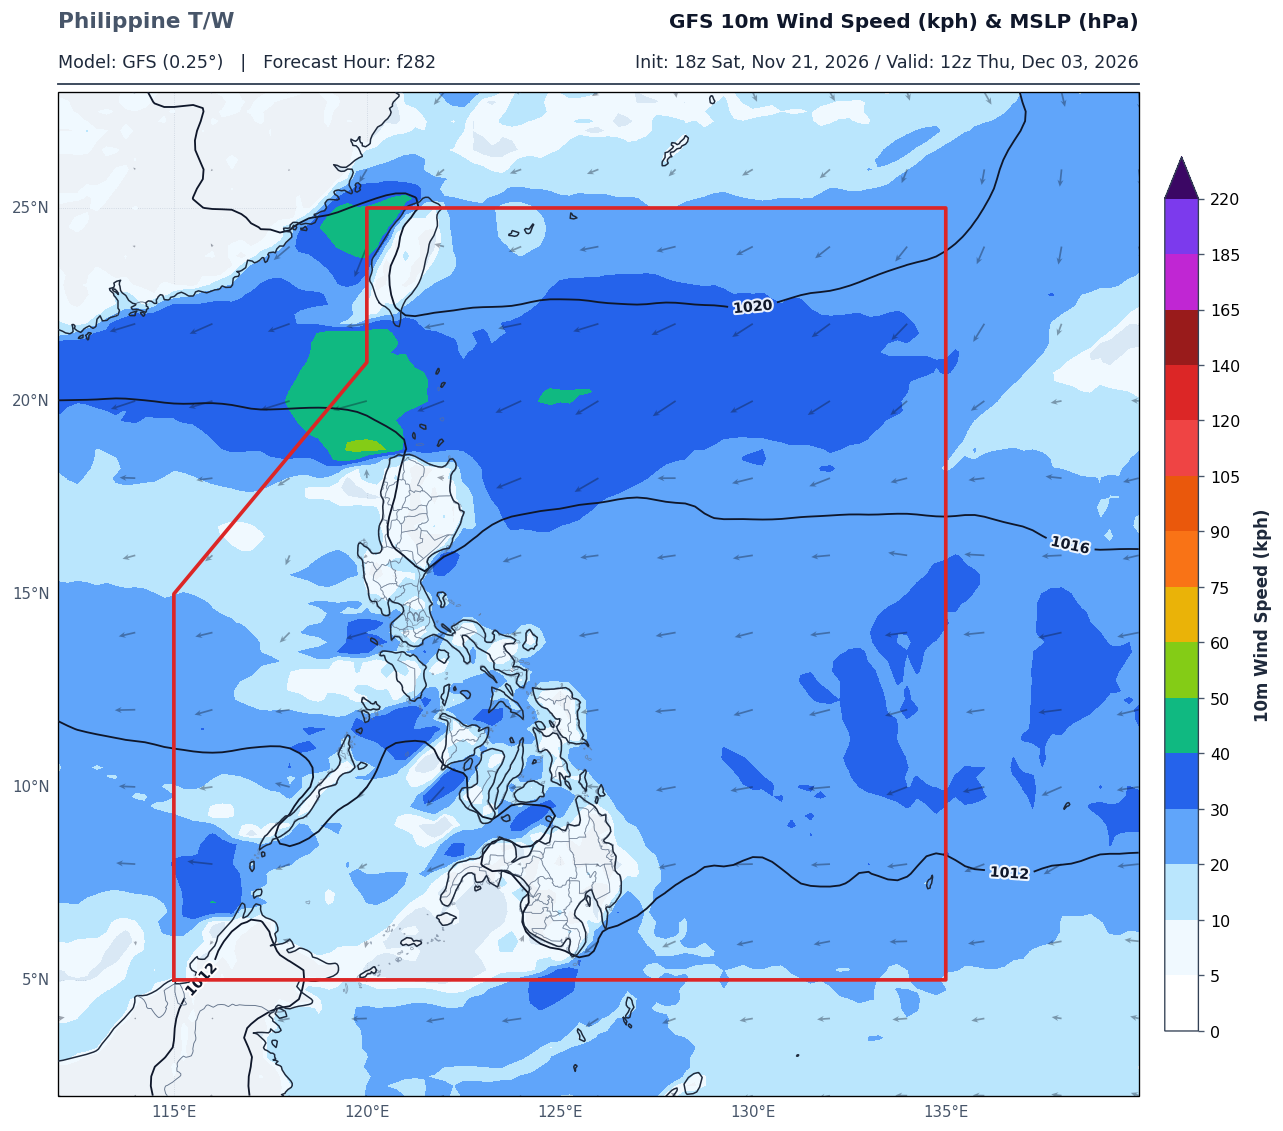 Philippine T/W
GFS 10m Wind Speed (kph) & MSLP (hPa)
Model: GFS (0.25°) | Forecast Hour: f282
Init: 18z Sat, Nov 21, 2026 / Valid: 12z Thu, Dec 03, 2026
25°N
20°N
15°N
10°N
5°N
115°E
120°E
125°E
130°E
135°E
1020
1016
1012
1012
220
185
165
140
120
105
90
75
60
50
40
30
20
10
5
0
10m Wind Speed (kph)